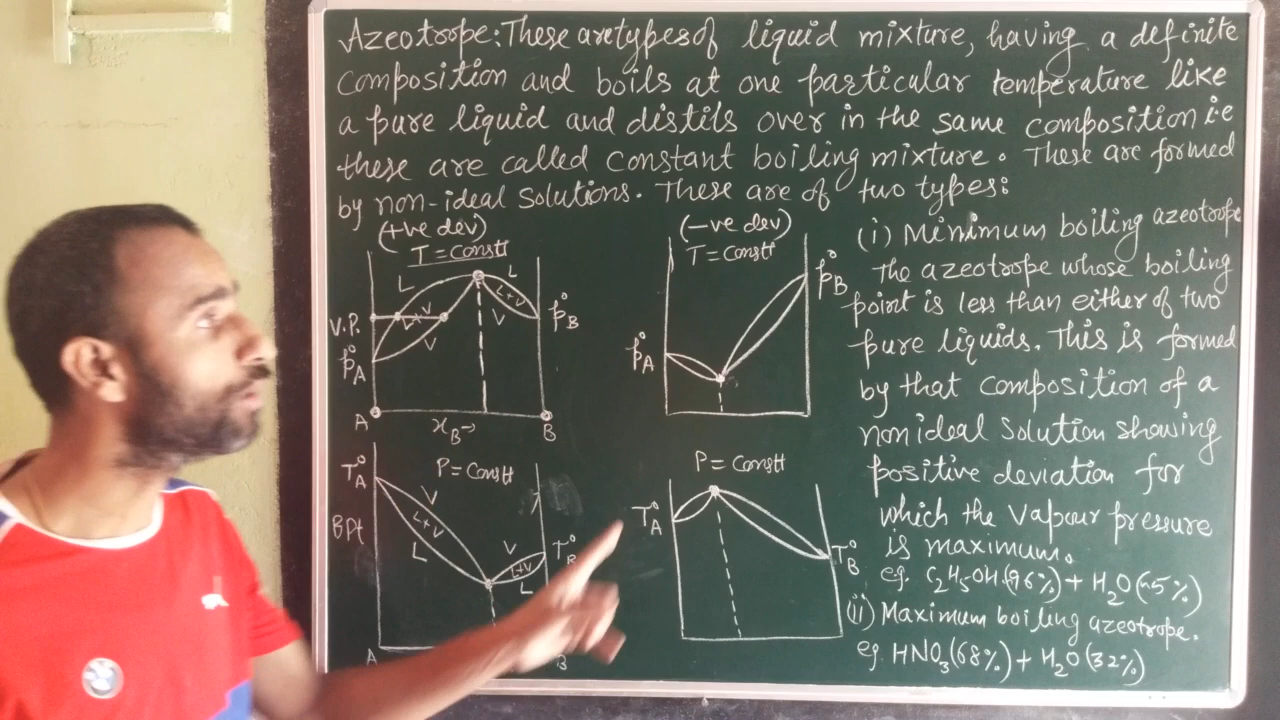 Azeotrope: These are types of liquid mixture, having a definite
composition and boils at one particular temperature like
a pure liquid and distils over in the same composition i.e
these are called constant boiling mixture. These are formed
by non-ideal solutions. These are of two types:
(+ve dev)
T = Constt
L
L
L+V
L+V
V
V
V.P.
p°A
p°B
A
xB→
B
(-ve dev)
T = Constt
p°A
p°B
P = Constt
T°A
V
L+V
L
BPt
V
L+V
L
T°B
A
B
P = Constt
T°A
T°B
(i) Minimum boiling azeotrope
The azeotrope whose boiling
point is less than either of two
pure liquids. This is formed
by that composition of a
non ideal solution showing
positive deviation for
which the vapour pressure
is maximum.
eg. C2H5OH(96%) + H2O(~5%)
(ii) Maximum boiling azeotrope.
eg. HNO3(68%) + H2O(32%)
BMW